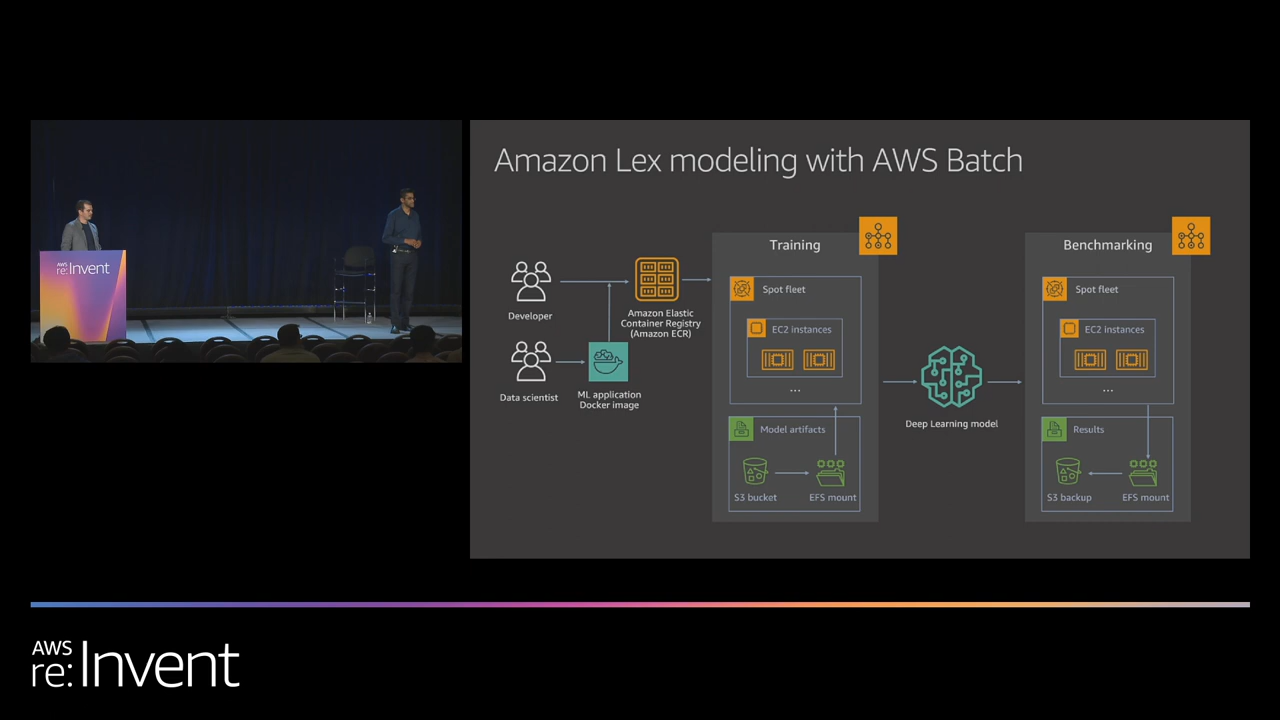 AWS
re:Invent
Amazon Lex modeling with AWS Batch
Training
Benchmarking
Spot fleet
Spot fleet
EC2 instances
EC2 instances
...
...
Developer
Amazon Elastic
Container Registry
(Amazon ECR)
Data scientist
ML application
Docker image
Deep Learning model
Model artifacts
Results
S3 bucket
EFS mount
S3 backup
EFS mount
AWS
re:Invent